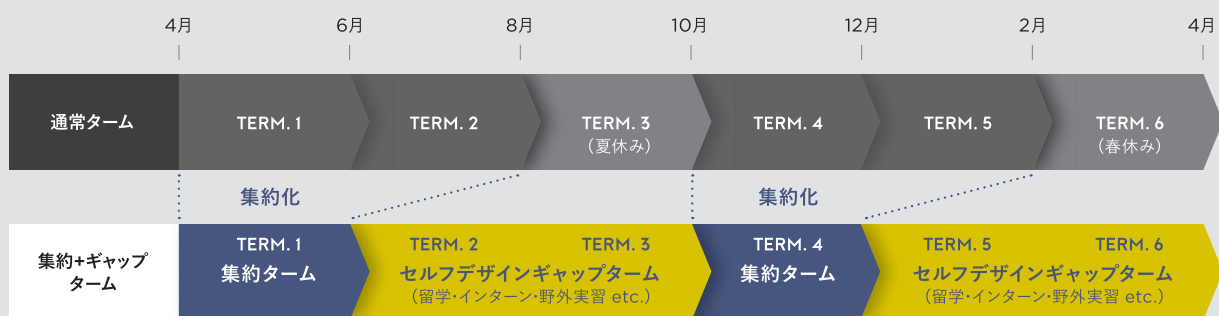 4月 6月 8月 10月 12月 2月 4月
通常ターム
TERM. 1
TERM. 2
TERM. 3
(夏休み)
TERM. 4
TERM. 5
TERM. 6
(春休み)
集約化
集約化
集約+ギャップ
ターム
TERM. 1
集約ターム
TERM. 2 TERM. 3
セルフデザインギャップターム
(留学・インターン・野外実習 etc.)
TERM. 4
集約ターム
TERM. 5 TERM. 6
セルフデザインギャップターム
(留学・インターン・野外実習 etc.)